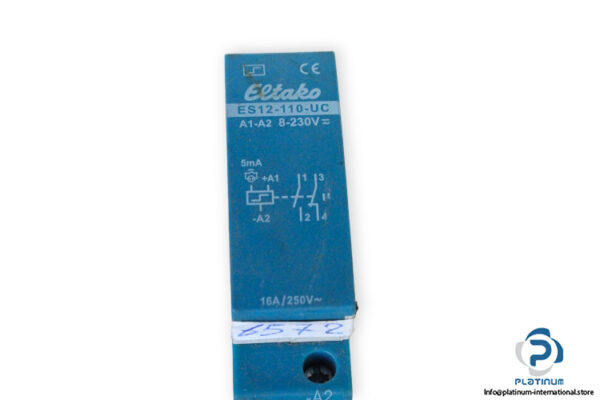 CE
Eltako
ES12-110-UC
A1-A2 8-230V
5mA
+A1 1 3
-A2 2 4
16A/250V~
6572
-A2
PLATINUM
Info@platinum-international.store